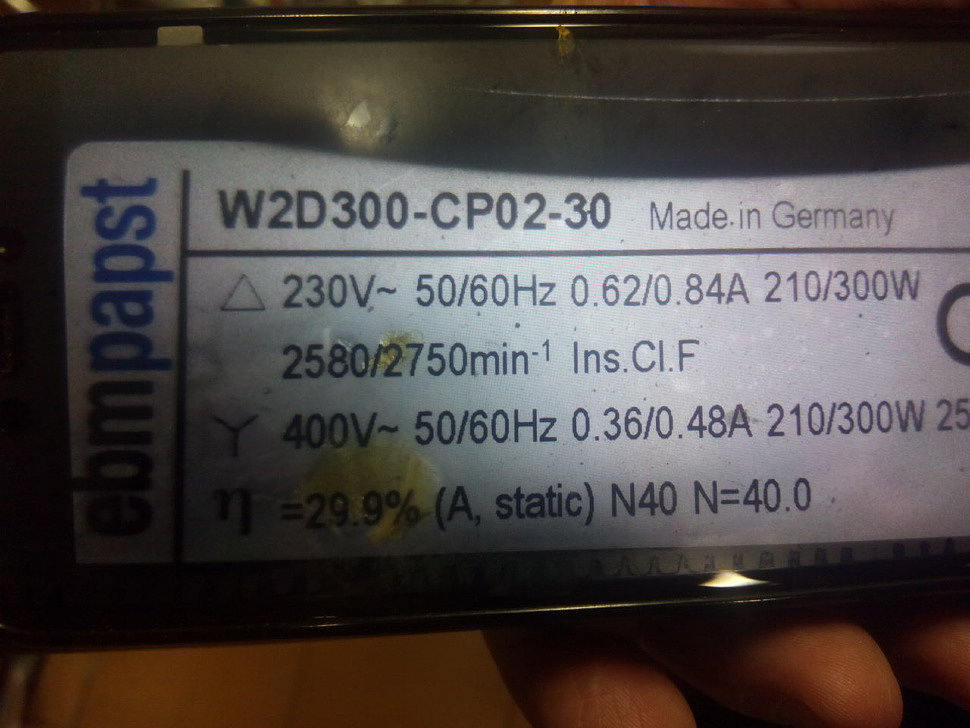 ebmpapst
W2D300-CP02-30 Made in Germany
△ 230V~ 50/60Hz 0.62/0.84A 210/300W
2580/2750min⁻¹ Ins.Cl.F
Y 400V~ 50/60Hz 0.36/0.48A 210/300W 25
η =29.9% (A, static) N40 N=40.0